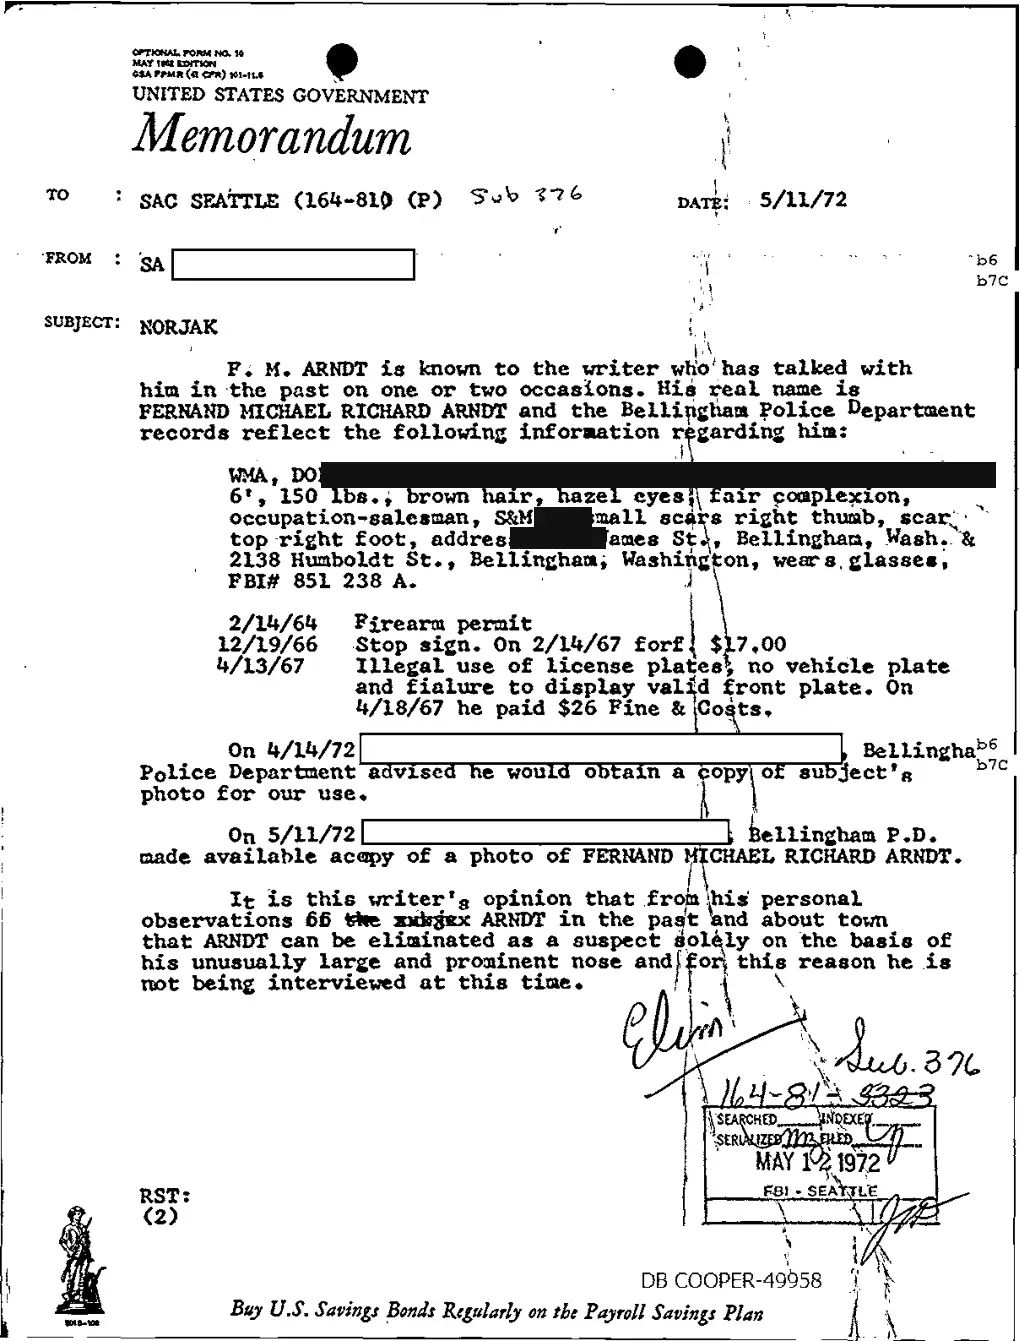 OPTIONAL FORM NO. 10
MAY 1962 EDITION
GSA FPMR (41 CFR) 101-11.6
UNITED STATES GOVERNMENT
Memorandum
TO : SAC SEATTLE (164-81) (P) Sub 376 DATE: 5/11/72
FROM : SA b6
b7C
SUBJECT: NORJAK
F. M. ARNDT is known to the writer who has talked with
him in the past on one or two occasions. His real name is
FERNAND MICHAEL RICHARD ARNDT and the Bellingham Police Department
records reflect the following information regarding him:
WMA, DO
6', 150 lbs., brown hair, hazel eyes, fair complexion,
occupation-salesman, S&M mall scars right thumb, scar
top right foot, addres ames St., Bellingham, Wash. &
2138 Humboldt St., Bellingham, Washington, wears glasses,
FBI# 851 238 A.
2/14/64 Firearm permit
12/19/66 Stop sign. On 2/14/67 forf. $17.00
4/13/67 Illegal use of license plates, no vehicle plate
and fialure to display valid front plate. On
4/18/67 he paid $26 Fine & Costs.
On 4/14/72 , Bellingha b6
b7C
Police Department advised he would obtain a copy of subject's
photo for our use.
On 5/11/72 , Bellingham P.D.
made available acopy of a photo of FERNAND MICHAEL RICHARD ARNDT.
It is this writer's opinion that from his personal
observations ARNDT in the past and about town
that ARNDT can be eliminated as a suspect solely on the basis of
his unusually large and prominent nose and for this reason he is
not being interviewed at this time.
Elim
Sub. 376
164-81-3323
SEARCHED INDEXED
SERIALIZED FILED
MAY 12 1972
FBI - SEATTLE
RST:
(2)
DB COOPER-49958
Buy U.S. Savings Bonds Regularly on the Payroll Savings Plan